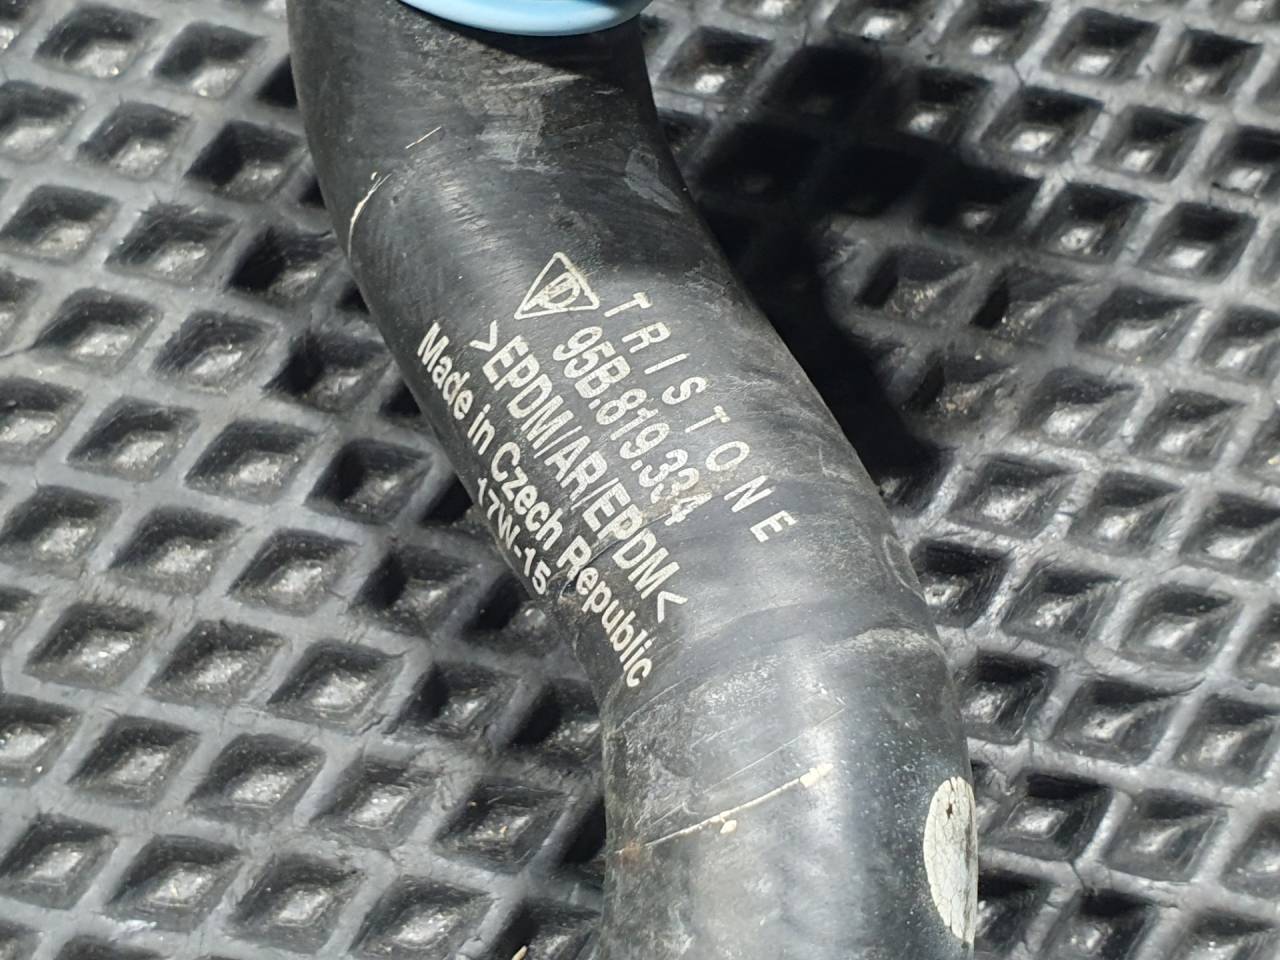 TRISTONE
95B.819.334
>EPDM/AR/EPDM<
Made in Czech Republic
17W-15